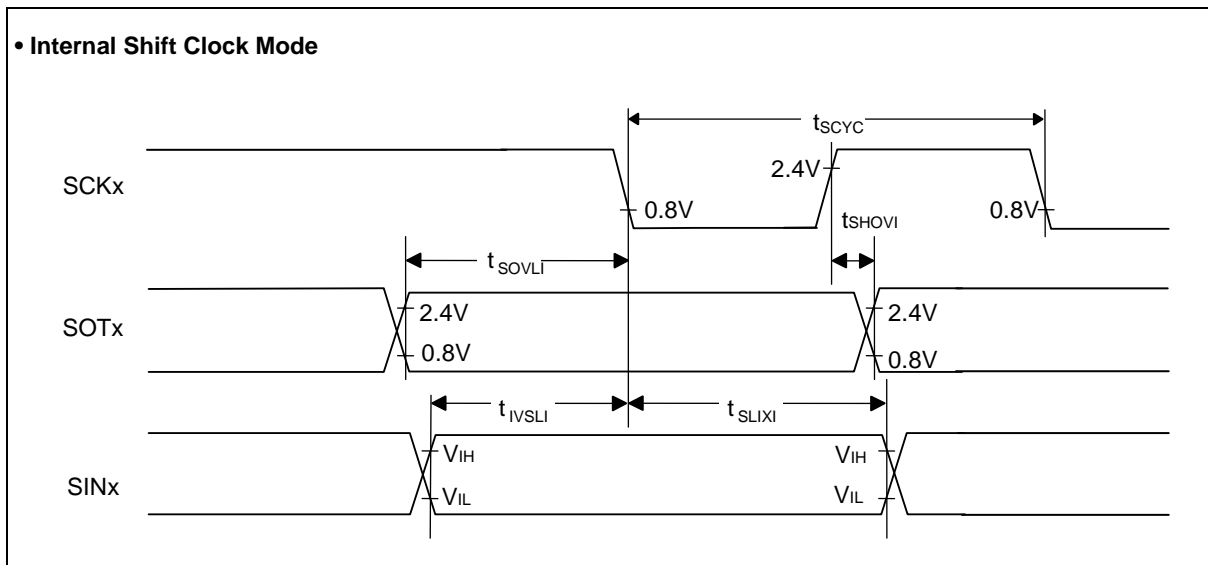 • Internal Shift Clock Mode
tSCYC
SCKx
2.4V
0.8V
0.8V
tSHOVI
tSOVLI
SOTx
2.4V
2.4V
0.8V
0.8V
tIVSLI
tSLIXI
SINx
VIH
VIH
VIL
VIL